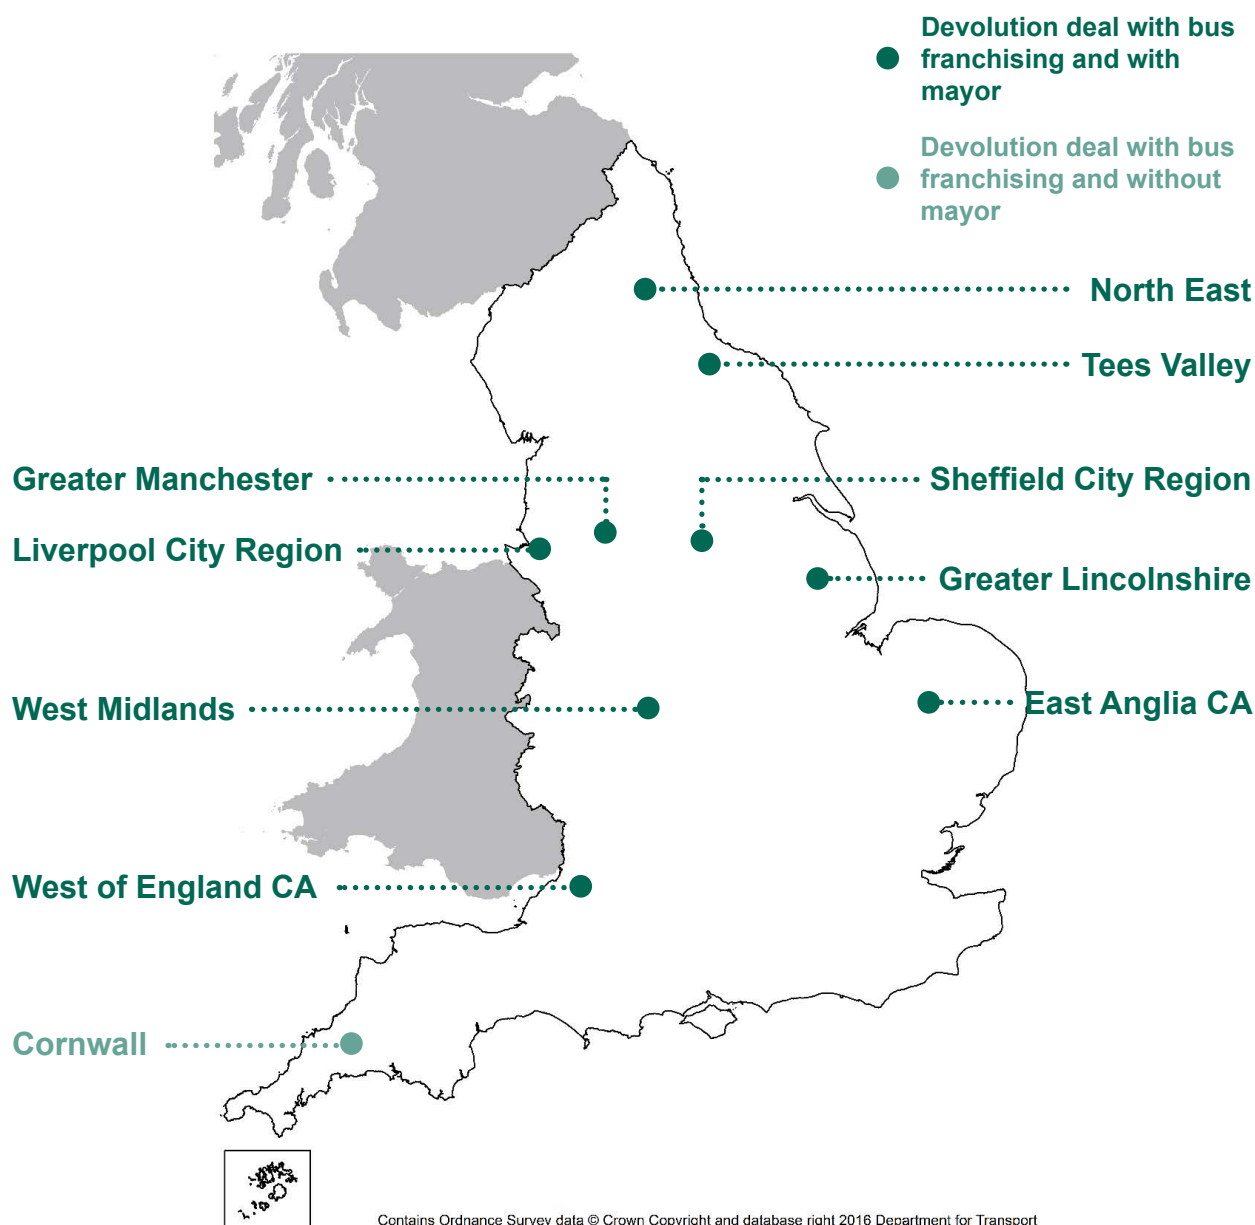 Devolution deal with bus
franchising and with
mayor
Devolution deal with bus
franchising and without
mayor
North East
Tees Valley
Greater Manchester
Sheffield City Region
Liverpool City Region
Greater Lincolnshire
West Midlands
East Anglia CA
West of England CA
Cornwall
Contains Ordnance Survey data © Crown Copyright and database right 2016 Department for Transport